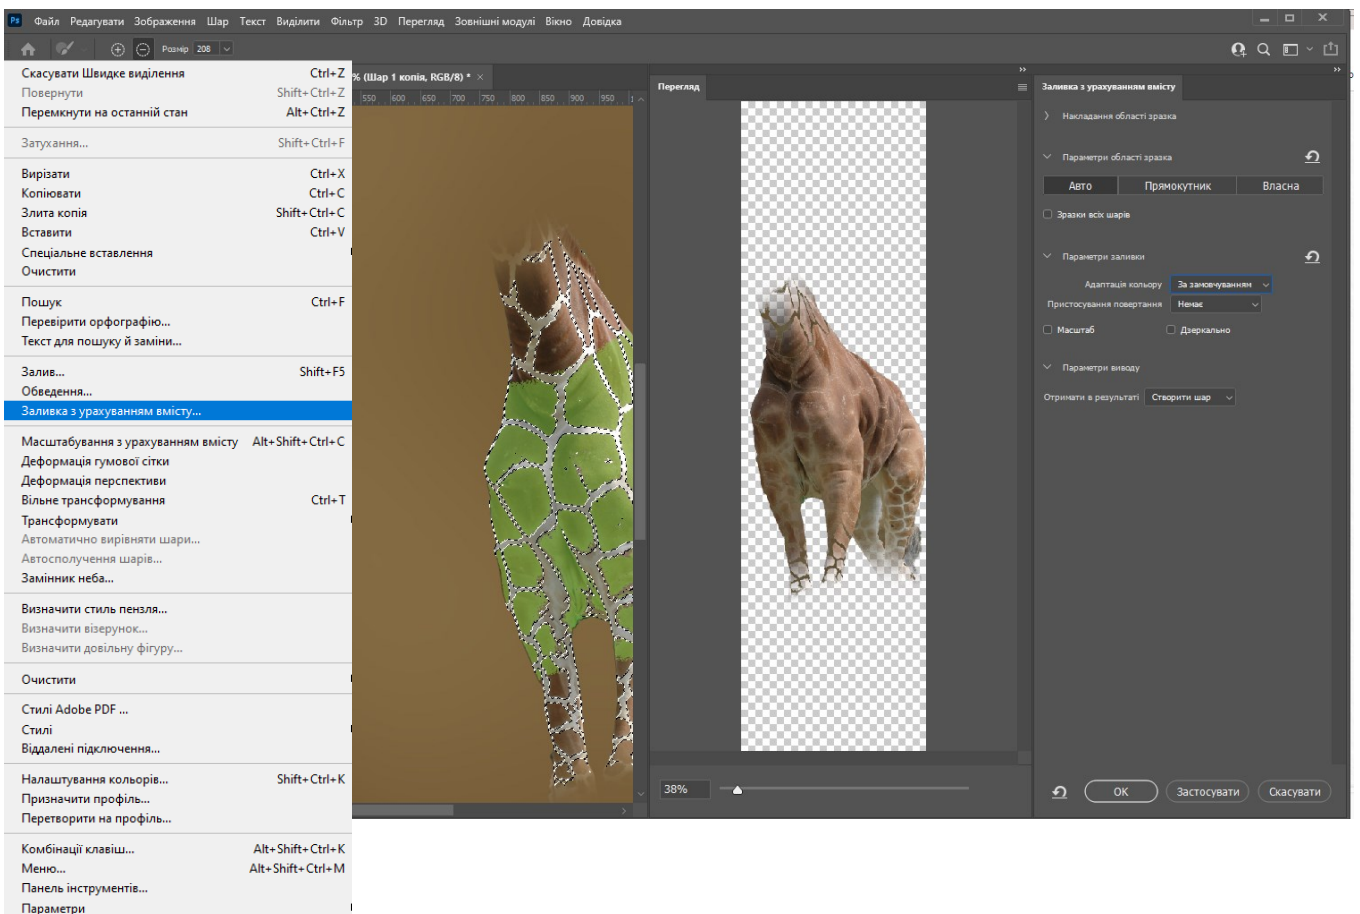 Ps Файл Редагувати Зображення Шар Текст Виділити Фільтр 3D Перегляд Зовнішні модулі Вікно Довідка
Розмір 208
Скасувати Швидке виділення Ctrl+Z
Повернути Shift+Ctrl+Z
Перемкнути на останній стан Alt+Ctrl+Z
Затухання... Shift+Ctrl+F
Вирізати Ctrl+X
Копіювати Ctrl+C
Злита копія Shift+Ctrl+C
Вставити Ctrl+V
Спеціальне вставлення
Очистити
Пошук Ctrl+F
Перевірити орфографію...
Текст для пошуку й заміни...
Залив... Shift+F5
Обведення...
Заливка з урахуванням вмісту...
Масштабування з урахуванням вмісту Alt+Shift+Ctrl+C
Деформація гумової сітки
Деформація перспективи
Вільне трансформування Ctrl+T
Трансформувати
Автоматично вирівняти шари...
Автосполучення шарів...
Замінник неба...
Визначити стиль пензля...
Визначити візерунок...
Визначити довільну фігуру...
Очистити
Стилі Adobe PDF ...
Стилі
Віддалені підключення...
Налаштування кольорів... Shift+Ctrl+K
Призначити профіль...
Перетворити на профіль...
Комбінації клавіш... Alt+Shift+Ctrl+K
Меню... Alt+Shift+Ctrl+M
Панель інструментів...
Параметри
% (Шар 1 копія, RGB/8) *
550 600 650 700 750 800 850 900 950
Перегляд
38%
Заливка з урахуванням вмісту
Накладання області зразка
Параметри області зразка
Авто Прямокутник Власна
Зразки всіх шарів
Параметри заливки
Адаптація кольору За замовчуванням
Пристосування повертання Немає
Масштаб Дзеркально
Параметри виводу
Отримати в результаті Створити шар
OK Застосувати Скасувати